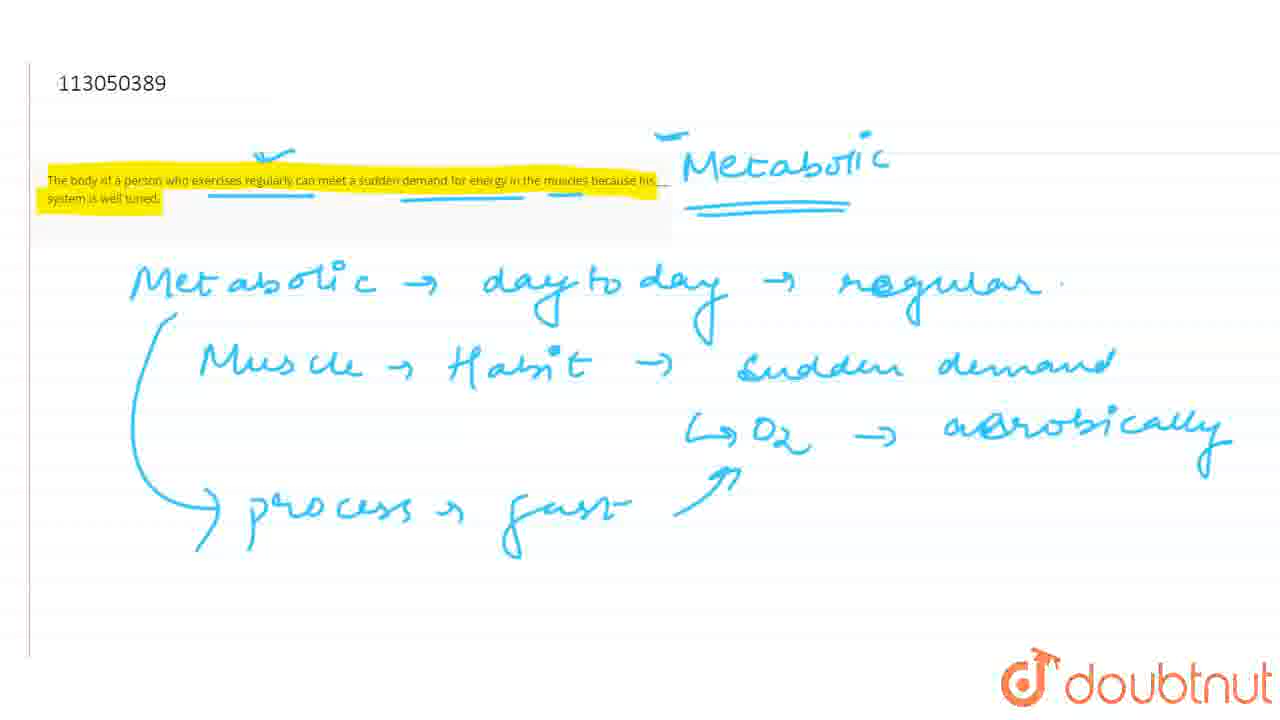 113050389
Metabolic
The body of a person who exercises regularly can meet a sudden demand for energy in the muscles because his __
system is well tuned.
Metabolic → day to day → regular.
Muscle → Habit → sudden demand
↳ O2 → aerobically
process → fast
doubtnut